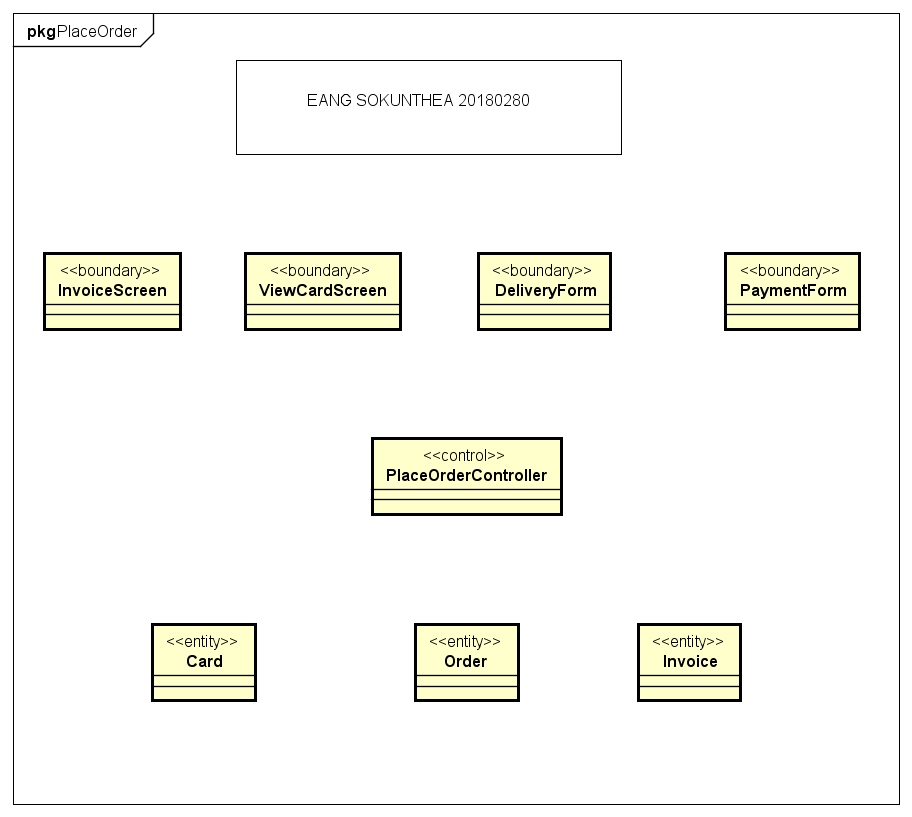 pkgPlaceOrder
EANG SOKUNTHEA 20180280
<<boundary>>
InvoiceScreen
<<boundary>>
ViewCardScreen
<<boundary>>
DeliveryForm
<<boundary>>
PaymentForm
<<control>>
PlaceOrderController
<<entity>>
Card
<<entity>>
Order
<<entity>>
Invoice